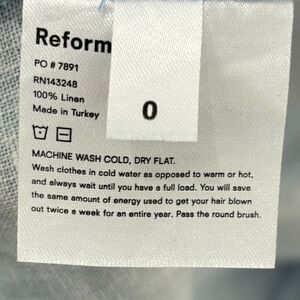 Reform
PO # 7891
RN143248
100% Linen
Made in Turkey
0
MACHINE WASH COLD, DRY FLAT.
Wash clothes in cold water as opposed to warm or hot,
and always wait until you have a full load. You will save
the same amount of energy used to get your hair blown
out twice a week for an entire year. Pass the round brush.